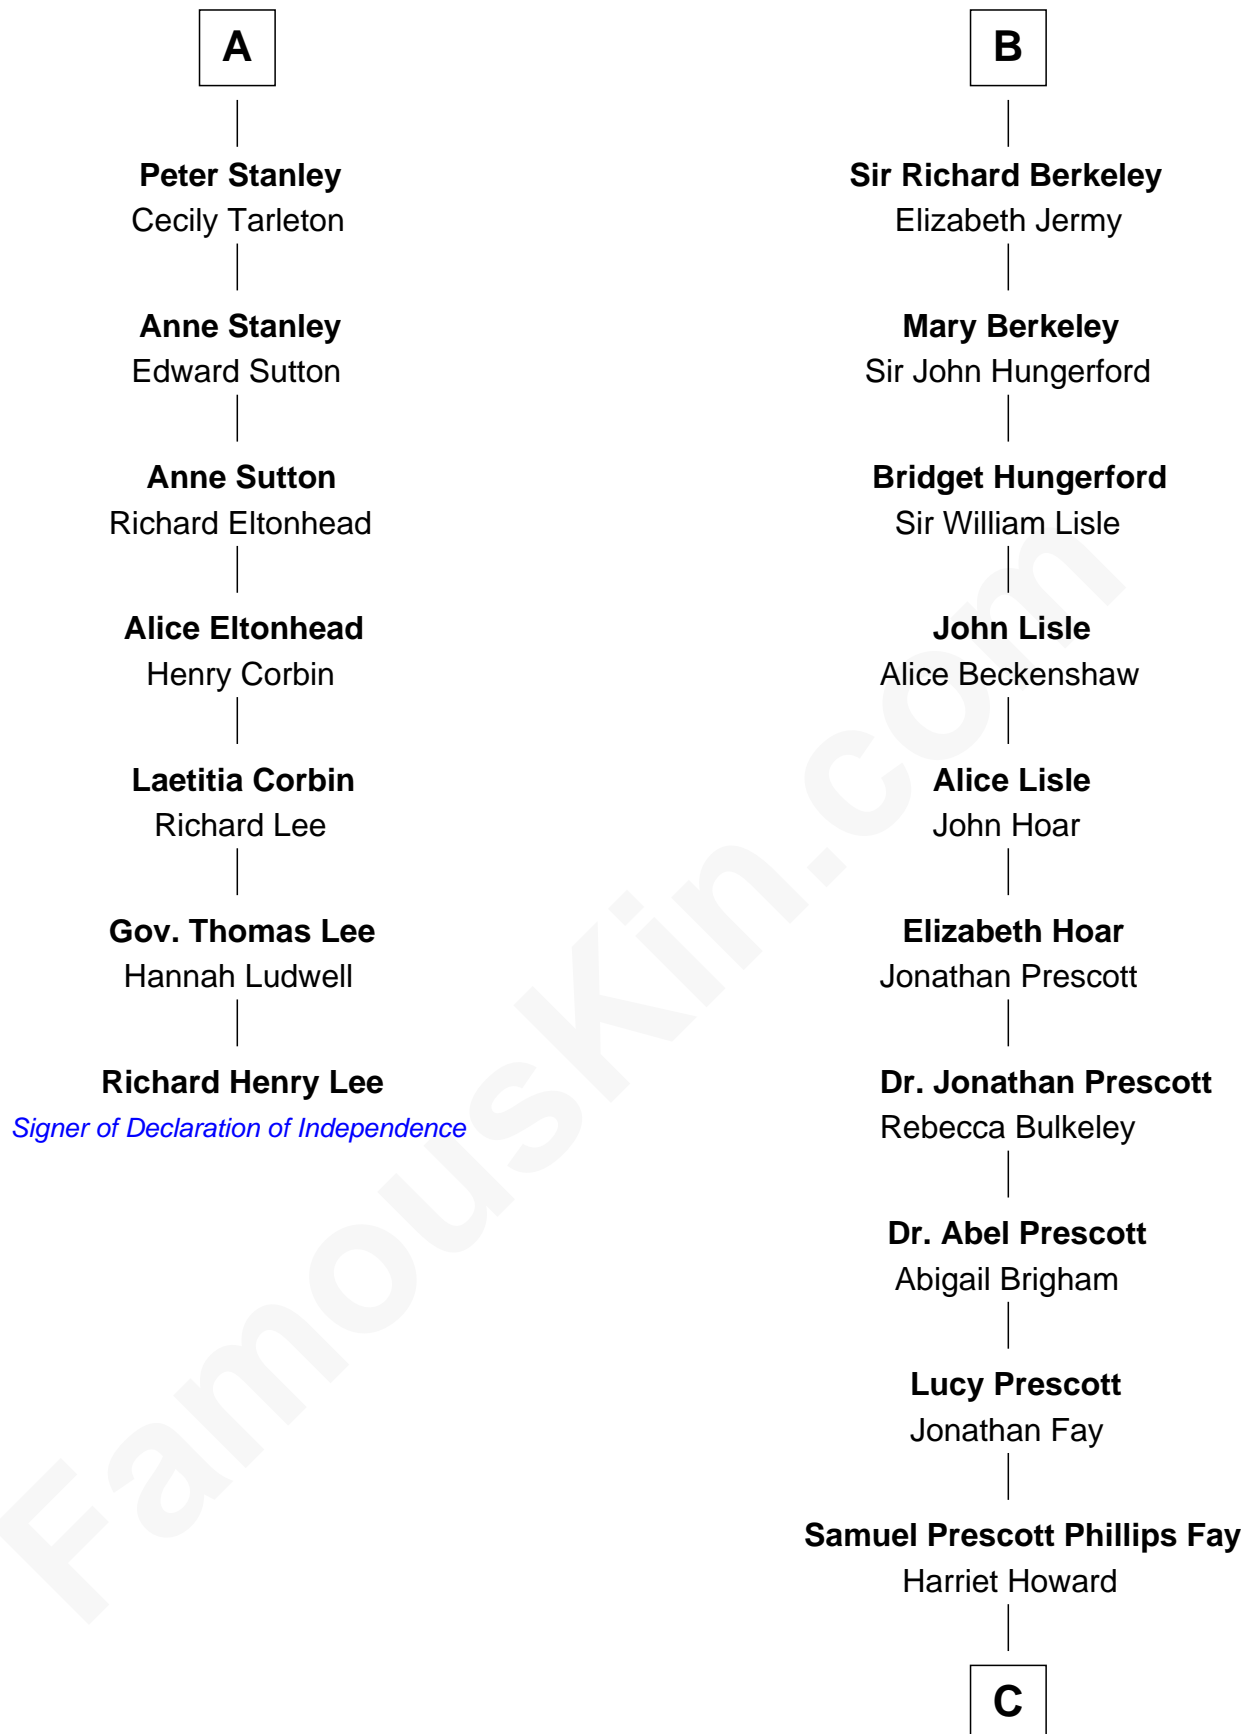 A
Peter Stanley
Cecily Tarleton
Anne Stanley
Edward Sutton
Anne Sutton
Richard Eltonhead
Alice Eltonhead
Henry Corbin
Laetitia Corbin
Richard Lee
Gov. Thomas Lee
Hannah Ludwell
Richard Henry Lee
Signer of Declaration of Independence
B
Sir Richard Berkeley
Elizabeth Jermy
Mary Berkeley
Sir John Hungerford
Bridget Hungerford
Sir William Lisle
John Lisle
Alice Beckenshaw
Alice Lisle
John Hoar
Elizabeth Hoar
Jonathan Prescott
Dr. Jonathan Prescott
Rebecca Bulkeley
Dr. Abel Prescott
Abigail Brigham
Lucy Prescott
Jonathan Fay
Samuel Prescott Phillips Fay
Harriet Howard
C
FamousKin.com